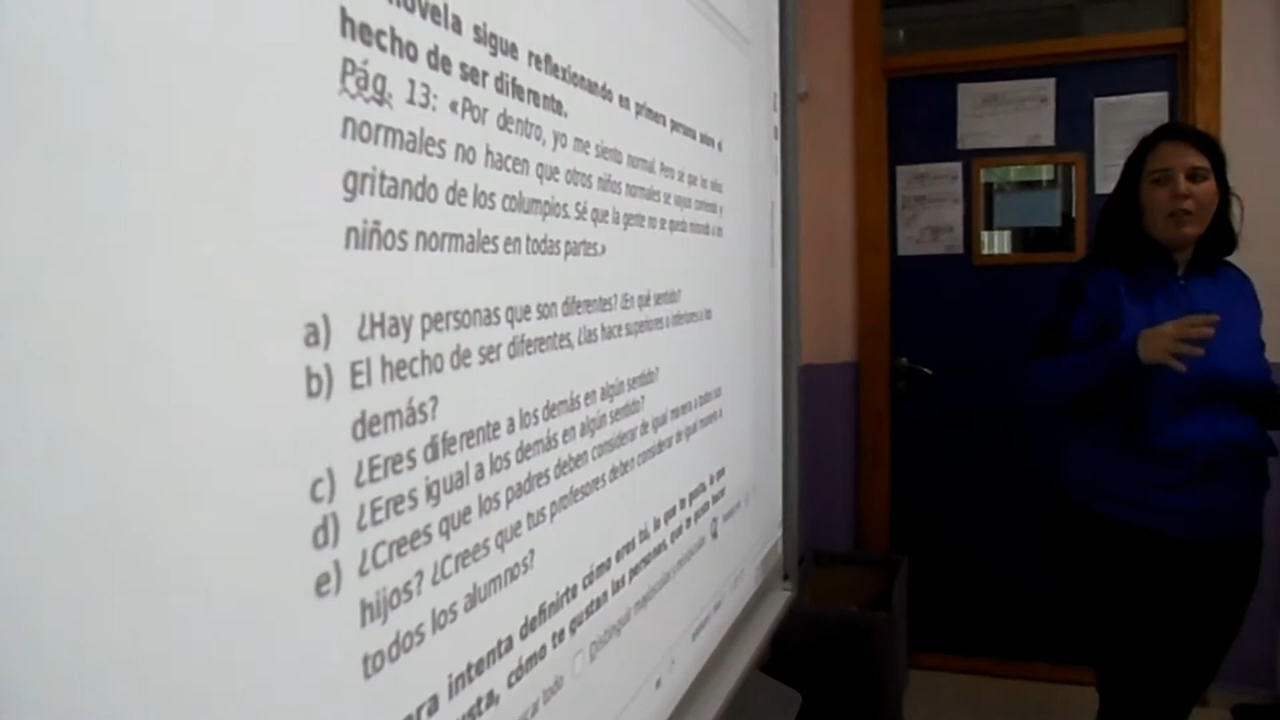 novela sigue reflexionando en primera persona sobre el
hecho de ser diferente.
Pág. 13: «Por dentro, yo me siento normal. Pero sé que los niños
normales no hacen que otros niños normales se vayan corriendo y
gritando de los columpios. Sé que la gente no se queda mirando a los
niños normales en todas partes.»
a) ¿Hay personas que son diferentes? ¿En qué sentido?
b) El hecho de ser diferentes, ¿las hace superiores o inferiores a los
demás?
c) ¿Eres diferente a los demás en algún sentido?
d) ¿Eres igual a los demás en algún sentido?
e) ¿Crees que los padres deben considerar de igual manera a todos sus
hijos? ¿Crees que tus profesores deben considerar de igual manera a
todos los alumnos?
intenta definirte cómo eres tú, lo que te gusta, lo que
cómo te gustan las personas, qué te gusta hacer
todo Distinguir mayúsculas y minúsculas